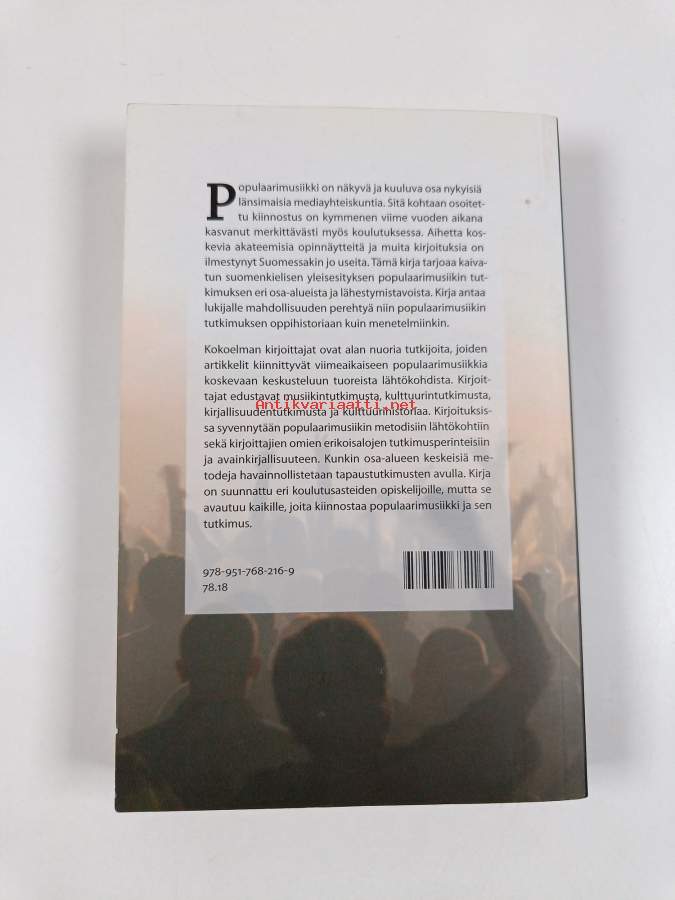 Populaarimusiikki on näkyvä ja kuuluva osa nykyisiä
länsimaisia mediayhteiskuntia. Sitä kohtaan osoitet-
tu kiinnostus on kymmenen viime vuoden aikana
kasvanut merkittävästi myös koulutuksessa. Aihetta kos-
kevia akateemisia opinnäytteitä ja muita kirjoituksia on
ilmestynyt Suomessakin jo useita. Tämä kirja tarjoaa kaiva-
tun suomenkielisen yleisesityksen populaarimusiikin tut-
kimuksen eri osa-alueista ja lähestymistavoista. Kirja antaa
lukijalle mahdollisuuden perehtyä niin populaarimusiikin
tutkimuksen oppihistoriaan kuin menetelmiinkin.
Kokoelman kirjoittajat ovat alan nuoria tutkijoita, joiden
artikkelit kiinnittyvät viimeaikaiseen populaarimusiikkia
koskevaan keskusteluun tuoreista lähtökohdista. Kirjoit-
tajat edustavat musiikintutkimusta, kulttuurintutkimusta,
Antikvariaatti.net
kirjallisuudentutkimusta ja kulttuurihistoriaa. Kirjoituksis-
sa syvennytään populaarimusiikin metodisiin lähtökohtiin
sekä kirjoittajien omien erikoisalojen tutkimusperinteisiin
ja avainkirjallisuuteen. Kunkin osa-alueen keskeisiä me-
todeja havainnollistetaan tapaustutkimusten avulla. Kirja
on suunnattu eri koulutusasteiden opiskelijoille, mutta se
avautuu kaikille, joita kiinnostaa populaarimusiikki ja sen
tutkimus.
978-951-768-216-9
78.18